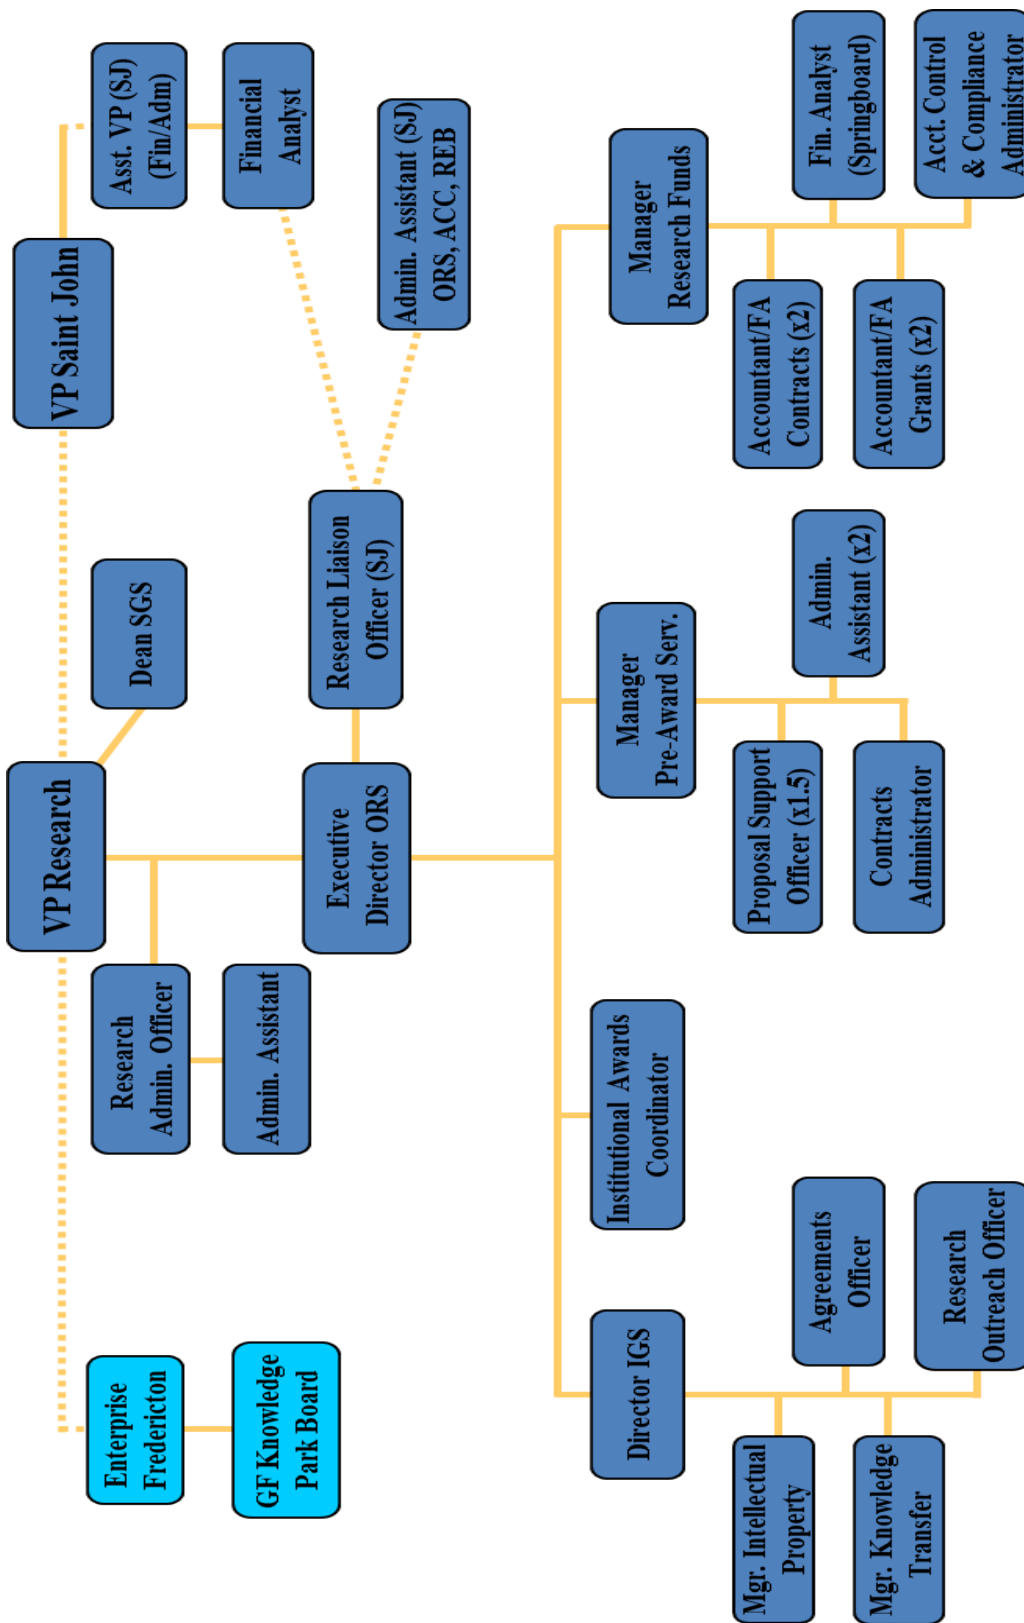 VP Research
VP Saint John
Enterprise
Fredericton
GF Knowledge
Park Board
Research
Admin. Officer
Admin. Assistant
Dean SGS
Asst. VP (SJ)
(Fin/Adm)
Financial
Analyst
Executive
Director ORS
Research Liaison
Officer (SJ)
Admin. Assistant (SJ)
ORS, ACC, REB
Director IGS
Institutional Awards
Coordinator
Manager
Pre-Award Serv.
Manager
Research Funds
Mgr. Intellectual
Property
Agreements
Officer
Mgr. Knowledge
Transfer
Research
Outreach Officer
Proposal Support
Officer (x1.5)
Admin.
Assistant (x2)
Contracts
Administrator
Accountant/FA
Contracts (x2)
Fin. Analyst
(Springboard)
Accountant/FA
Grants (x2)
Acct. Control
& Compliance
Administrator